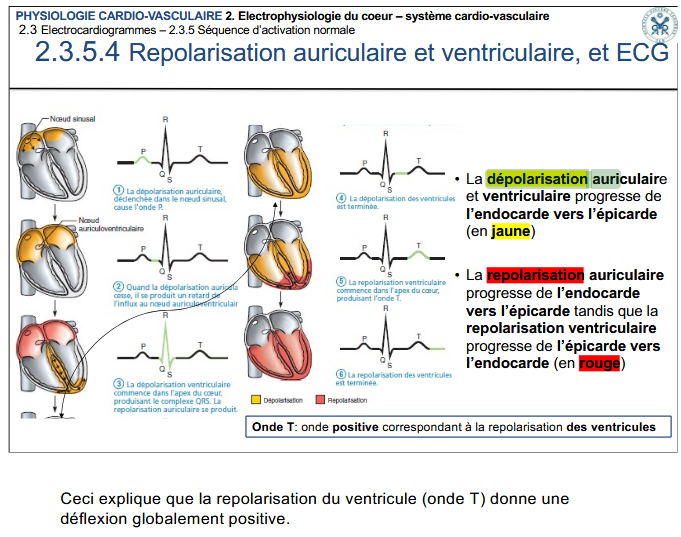 PHYSIOLOGIE CARDIO-VASCULAIRE 2. Electrophysiologie du coeur – système cardio-vasculaire
2.3 Electrocardiogrammes – 2.3.5 Séquence d'activation normale
2.3.5.4 Repolarisation auriculaire et ventriculaire, et ECG
Nœud sinusal
R
P
T
Q
S
① La dépolarisation auriculaire,
déclenchée dans le nœud sinusal,
cause l'onde P.
Nœud
auriculoventriculaire
R
P
T
Q
S
② Quand la dépolarisation auricula
cesse, il se produit un retard de
l'influx au nœud auriculoventriculair
R
P
T
Q
S
③ La dépolarisation ventriculaire
commence dans l'apex du cœur,
produisant le complexe QRS. La
repolarisation auriculaire se produit.
R
P
T
Q
S
④ La dépolarisation des ventricules
est terminée.
R
P
T
Q
S
⑤ La repolarisation ventriculaire
commence dans l'apex du cœur,
produisant l'onde T.
R
P
T
Q
S
⑥ La repolarisation des ventricules
est terminée.
Dépolarisation
Repolarisation
• La dépolarisation auriculaire
et ventriculaire progresse de
l'endocarde vers l'épicarde
(en jaune)
• La repolarisation auriculaire
progresse de l'endocarde
vers l'épicarde tandis que la
repolarisation ventriculaire
progresse de l'épicarde vers
l'endocarde (en rouge)
Onde T: onde positive correspondant à la repolarisation des ventricules
Ceci explique que la repolarisation du ventricule (onde T) donne une
déflexion globalement positive.